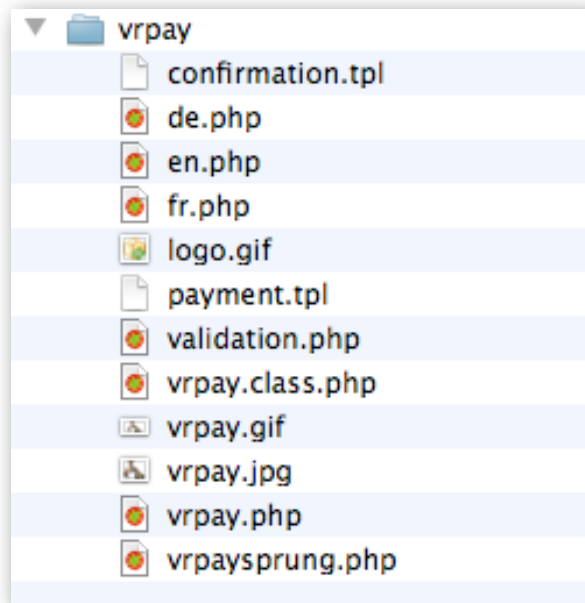 vrpay
confirmation.tpl
de.php
en.php
fr.php
logo.gif
payment.tpl
validation.php
vrpay.class.php
vrpay.gif
vrpay.jpg
vrpay.php
vrpaysprung.php